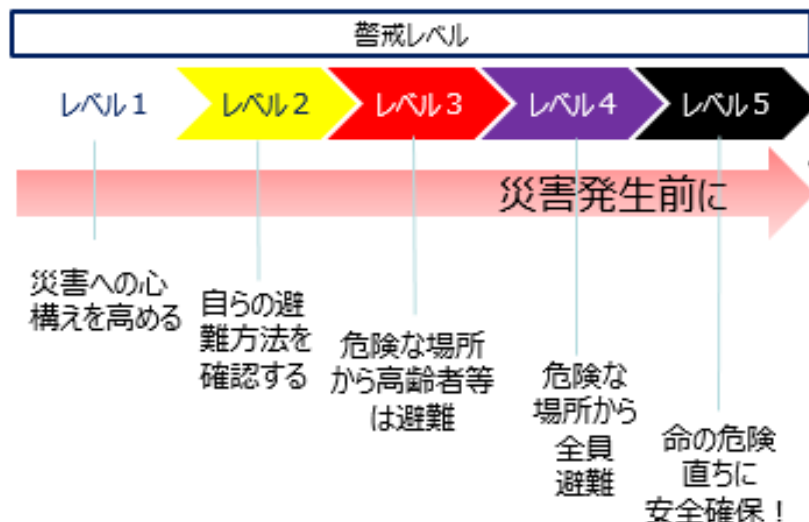 警戒レベル
レベル1
レベル2
レベル3
レベル4
レベル5
災害発生前に
災害への心
構えを高める
自らの避
難方法を
確認する
危険な場所
から高齢者等
は避難
危険な
場所から
全員
避難
命の危険
直ちに
安全確保！